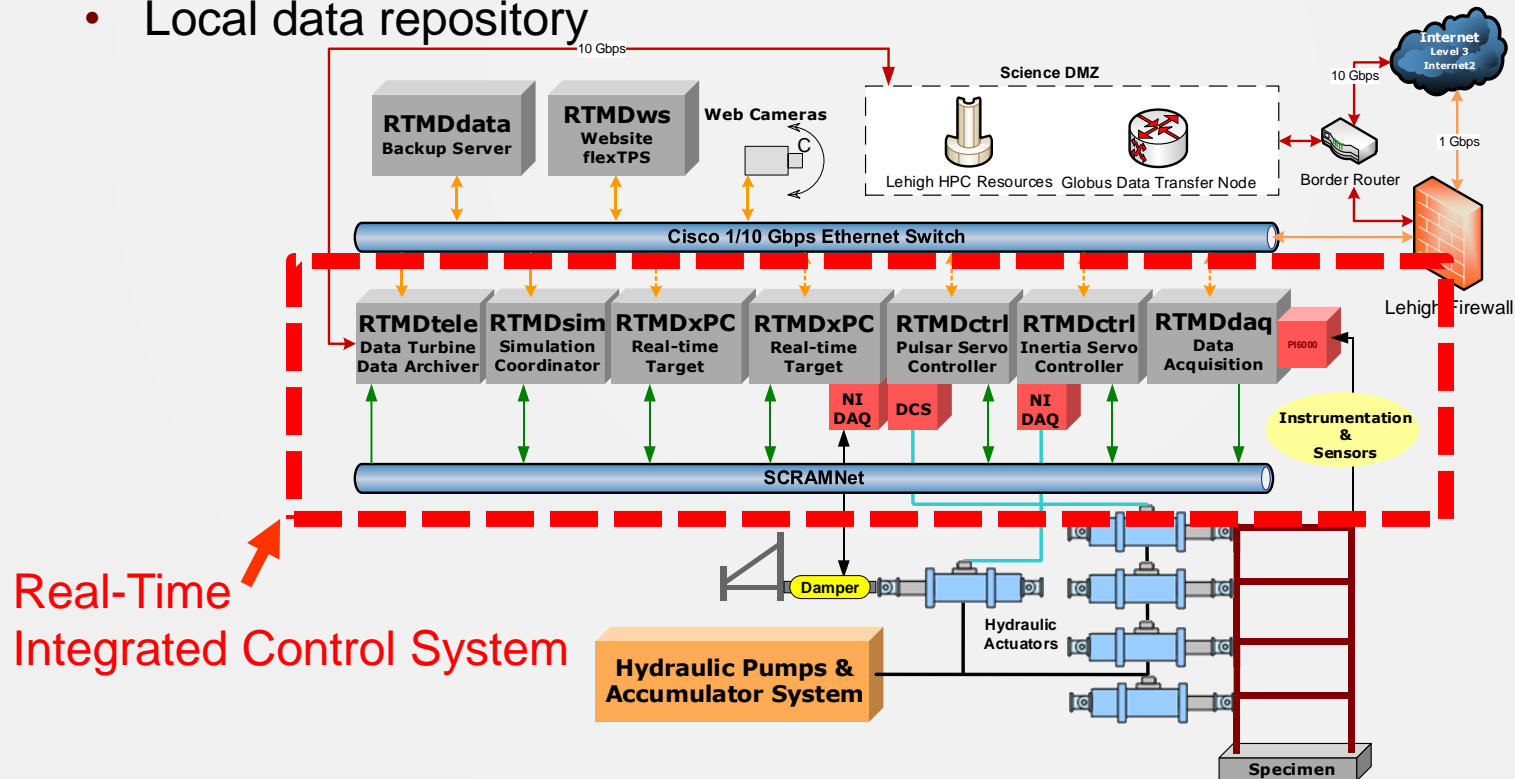 • Local data repository
10 Gbps
Internet
Level 3
Internet2
Science DMZ
10 Gbps
1 Gbps
RTMDdata
Backup Server
RTMDws
Website
flexTPS
Web Cameras
C
Lehigh HPC Resources
Globus Data Transfer Node
Border Router
Cisco 1/10 Gbps Ethernet Switch
Lehigh Firewall
RTMDtele
Data Turbine
Data Archiver
RTMDsim
Simulation
Coordinator
RTMDxPC
Real-time
Target
RTMDxPC
Real-time
Target
RTMDctrl
Pulsar Servo
Controller
RTMDctrl
Inertia Servo
Controller
RTMDdaq
Data
Acquisition
PI6000
NI
DAQ
DCS
NI
DAQ
Instrumentation
&
Sensors
SCRAMNet
Real-Time
Integrated Control System
Damper
Hydraulic
Actuators
Hydraulic Pumps &
Accumulator System
Specimen